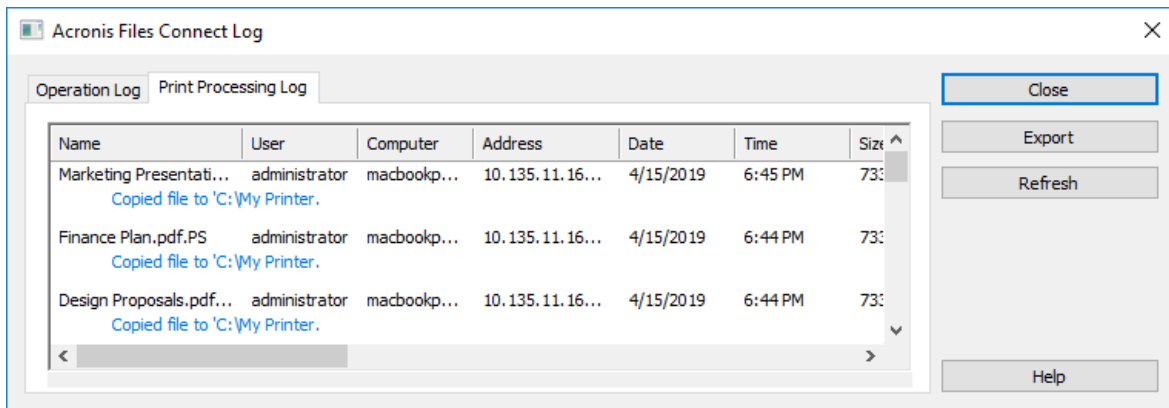 Acronis Files Connect Log
Operation Log Print Processing Log
Close
Export
Refresh
Help
Name User Computer Address Date Time Size
Marketing Presentati... administrator macbookp... 10.135.11.16... 4/15/2019 6:45 PM 733
Copied file to 'C:\My Printer.
Finance Plan.pdf.PS administrator macbookp... 10.135.11.16... 4/15/2019 6:44 PM 733
Copied file to 'C:\My Printer.
Design Proposals.pdf... administrator macbookp... 10.135.11.16... 4/15/2019 6:44 PM 733
Copied file to 'C:\My Printer.